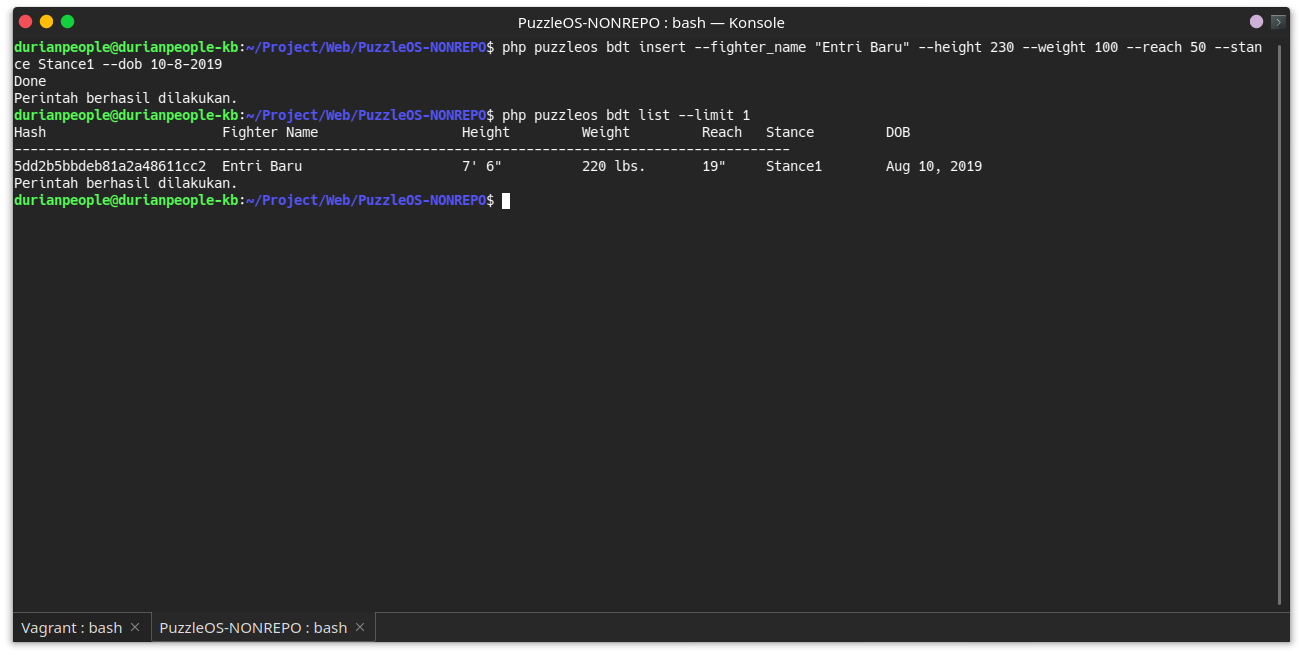 PuzzleOS-NONREPO : bash — Konsole
durianpeople@durianpeople-kb:~/Project/Web/PuzzleOS-NONREPO$ php puzzleos bdt insert --fighter_name "Entri Baru" --height 230 --weight 100 --reach 50 --stan
ce Stance1 --dob 10-8-2019
Done
Perintah berhasil dilakukan.
durianpeople@durianpeople-kb:~/Project/Web/PuzzleOS-NONREPO$ php puzzleos bdt list --limit 1
Hash Fighter Name Height Weight Reach Stance DOB
-------------------------------------------------------------------------------------------------
5dd2b5bbdeb81a2a48611cc2 Entri Baru 7' 6" 220 lbs. 19" Stance1 Aug 10, 2019
Perintah berhasil dilakukan.
durianpeople@durianpeople-kb:~/Project/Web/PuzzleOS-NONREPO$
Vagrant : bash PuzzleOS-NONREPO : bash